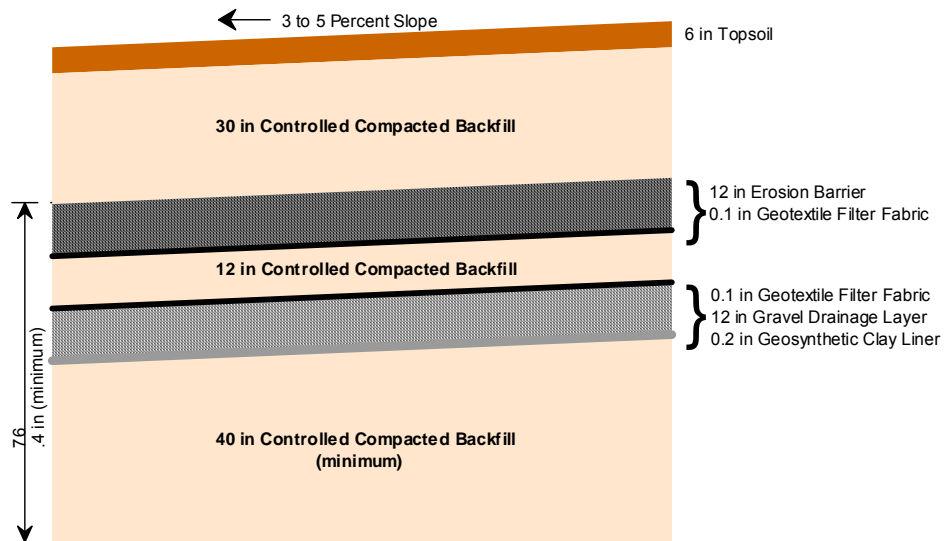 3 to 5 Percent Slope
6 in Topsoil
30 in Controlled Compacted Backfill
12 in Erosion Barrier
0.1 in Geotextile Filter Fabric
12 in Controlled Compacted Backfill
0.1 in Geotextile Filter Fabric
12 in Gravel Drainage Layer
0.2 in Geosynthetic Clay Liner
76
.4 in (minimum)
40 in Controlled Compacted Backfill
(minimum)